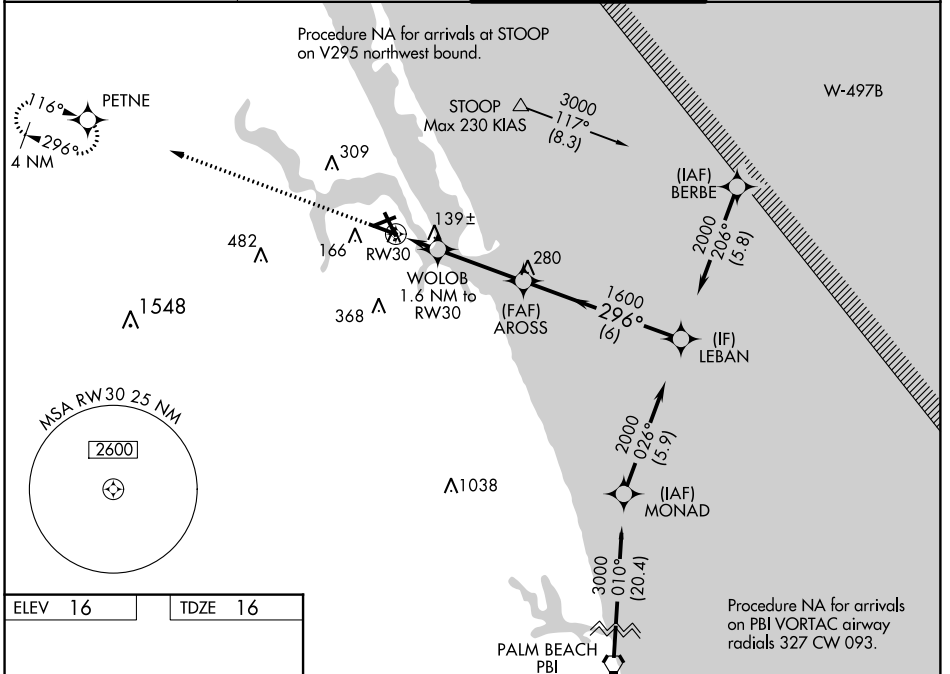 Procedure NA for arrivals at STOOP
on V295 northwest bound.
W-497B
116°
PETNE
296°
4 NM
STOOP
Max 230 KIAS
3000
117°
(8.3)
309
(IAF)
BERBE
2000
206°
(5.8)
139±
482
166
RW30
WOLOB
1.6 NM to
RW30
280
(FAF)
AROSS
1600
296°
(6)
(IF)
LEBAN
1548
368
MSA RW30 25 NM
2600
2000
026°
(5.9)
1038
(IAF)
MONAD
3000
010°
(20.4)
ELEV 16
TDZE 16
Procedure NA for arrivals
on PBI VORTAC airway
radials 327 CW 093.
PALM BEACH
PBI